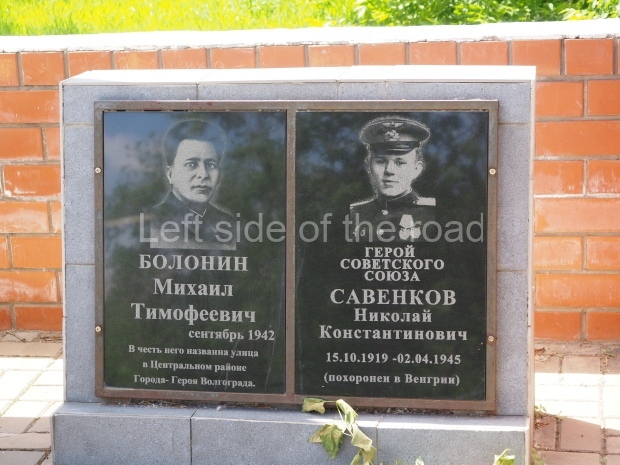 Left side of the road
БОЛОНИН
Михаил
Тимофеевич
сентябрь 1942
В честь него названна улица
в Центральном районе
Города- Героя Волгограда.
ГЕРОЙ
СОВЕТСКОГО
СОЮЗА
САВЕНКОВ
Николай
Константинович
15.10.1919 -02.04.1945
(похоронен в Венгрии)